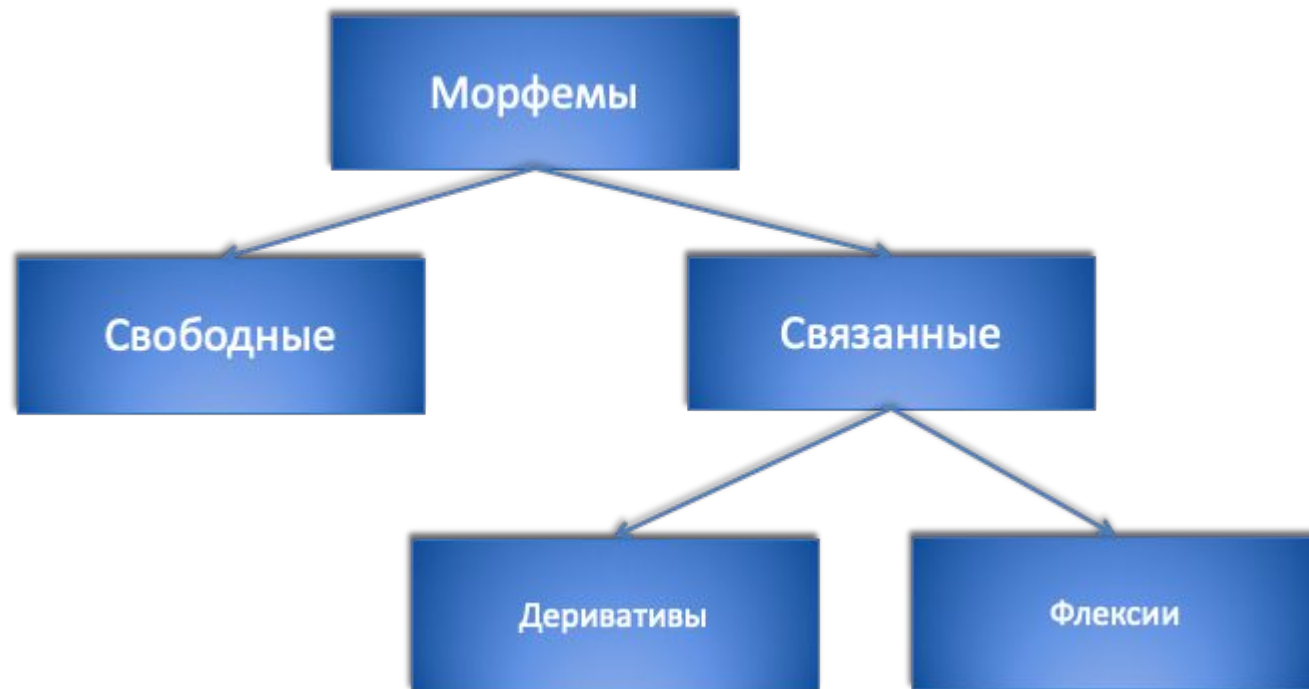 Морфемы
Свободные
Связанные
Деривативы
Флексии